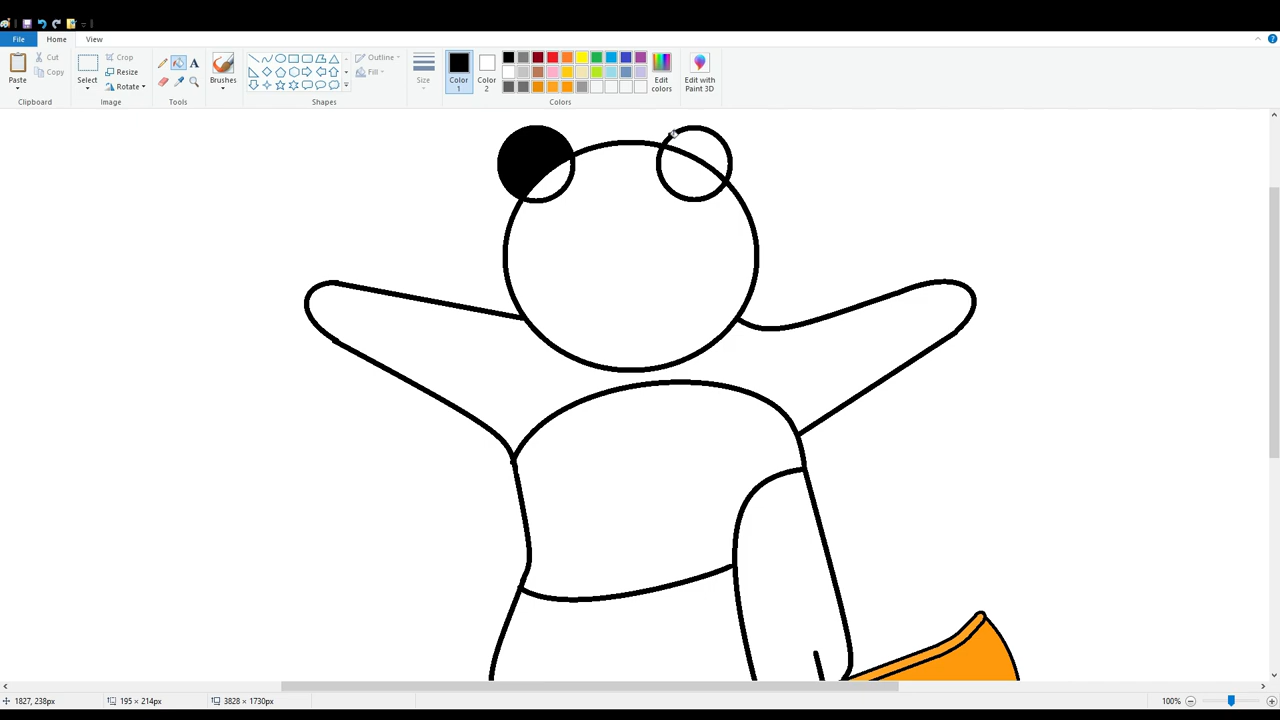 File Home View
Paste Cut Copy
Select Crop Resize Rotate
A
Brushes
Outline Fill
Size
Color 1 Color 2
Edit colors
Edit with Paint 3D
Clipboard Image Tools Shapes Colors
1827, 238px 195 × 214px 3828 × 1730px 100%